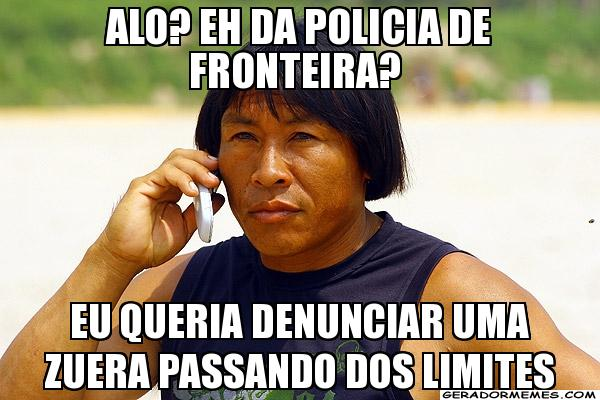 ALO? EH DA POLICIA DE
FRONTEIRA?
EU QUERIA DENUNCIAR UMA
ZUERA PASSANDO DOS LIMITES
GERADORMEMES.COM